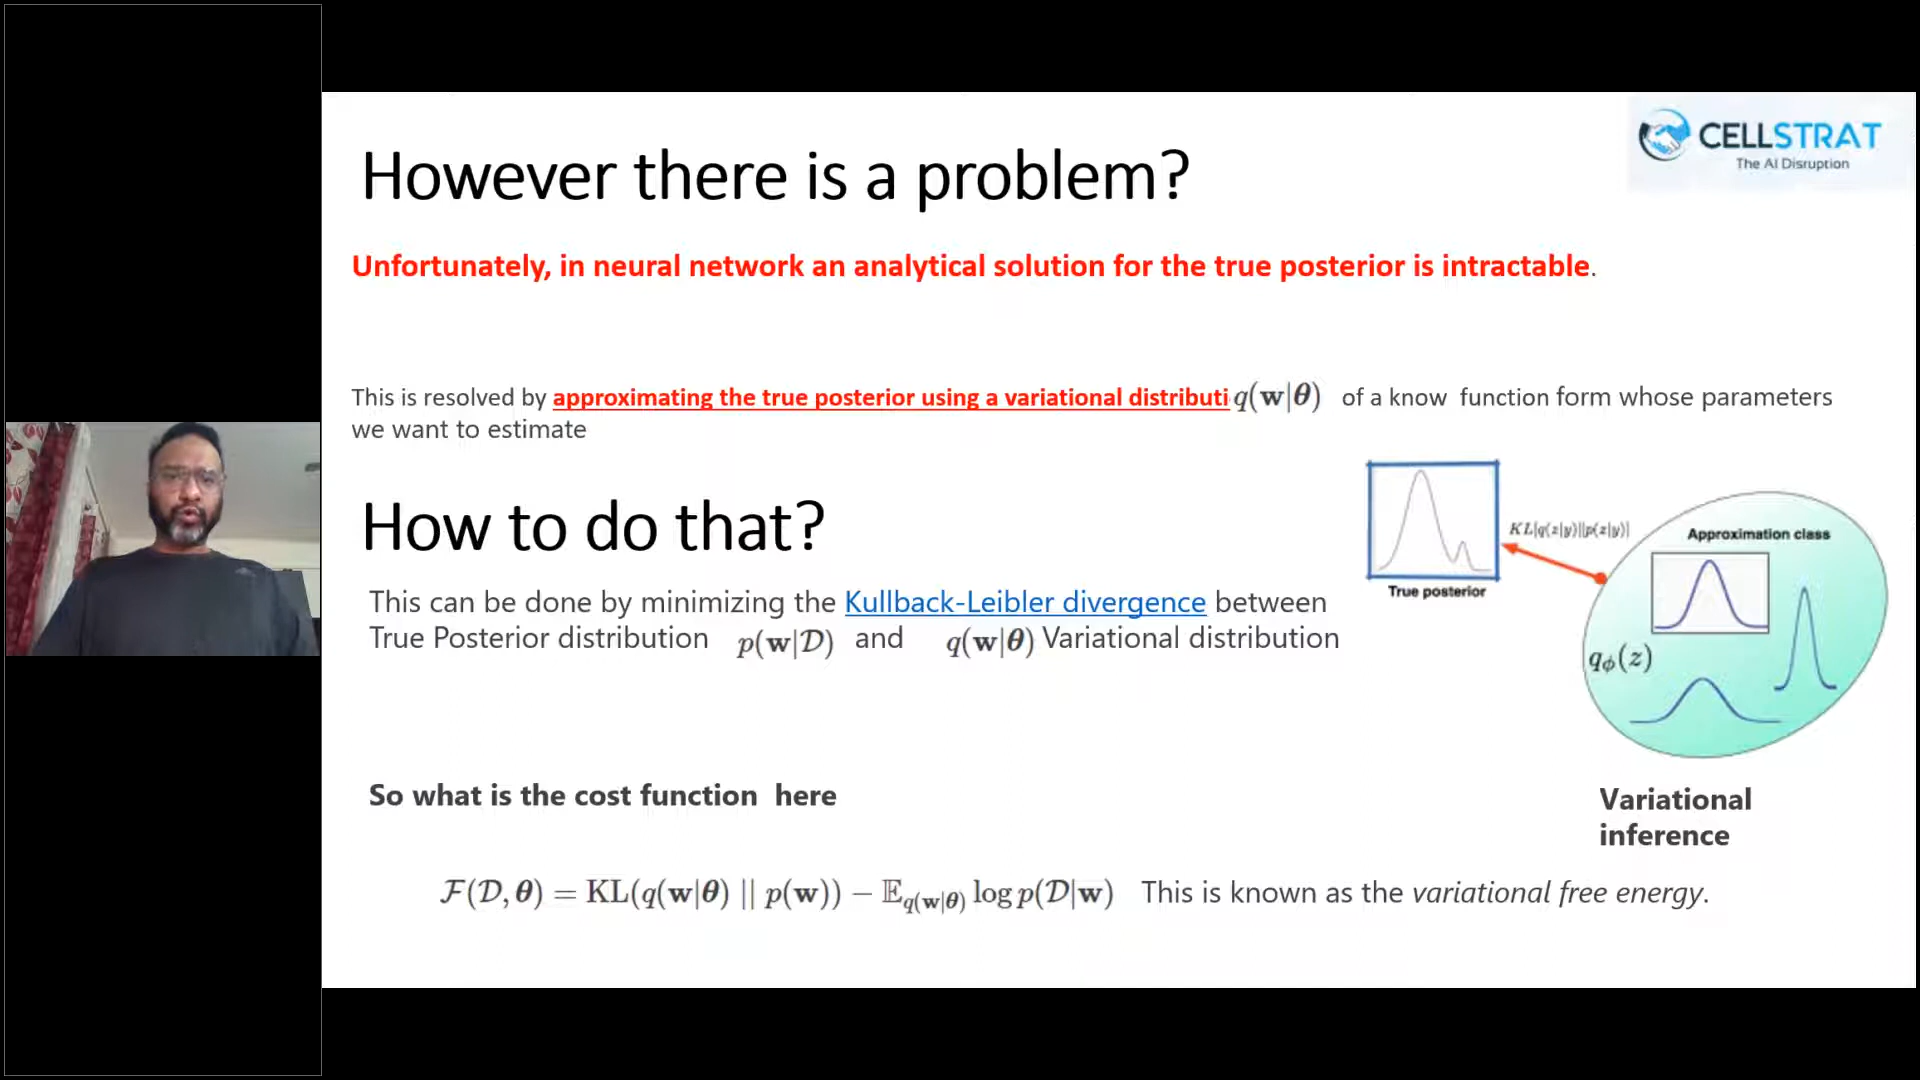 CELLSTRAT
The AI Disruption
However there is a problem?
Unfortunately, in neural network an analytical solution for the true posterior is intractable.
This is resolved by approximating the true posterior using a variational distributi q(w|θ) of a know function form whose parameters
we want to estimate
How to do that?
This can be done by minimizing the Kullback-Leibler divergence between
True Posterior distribution p(w|𝒟) and q(w|θ) Variational distribution
True posterior
KL[q(z|y)||p(z|y)]
Approximation class
qϕ(z)
Variational
inference
So what is the cost function here
ℱ(𝒟, θ) = KL(q(w|θ) || p(w)) − 𝔼q(w|θ) log p(𝒟|w) This is known as the variational free energy.